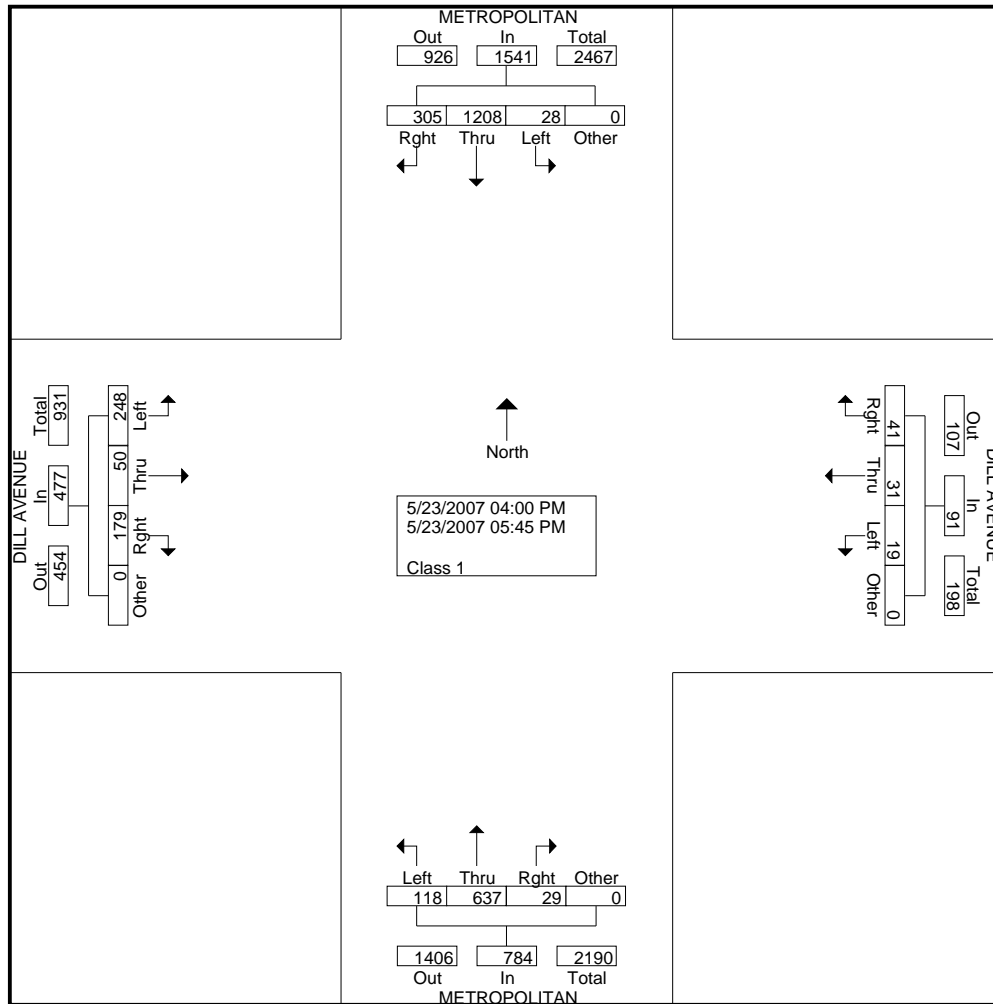 METROPOLITAN
Out In Total
926 1541 2467
305 1208 28 0
Rght Thru Left Other
DILL AVENUE
Total In Out
931 477 454
248 50 179 0
Left Thru Rght Other
North
5/23/2007 04:00 PM
5/23/2007 05:45 PM
Class 1
Rght Thru Left Other
41 31 19 0
Out In Total
107 91 198
DILL AVENUE
Left Thru Rght Other
118 637 29 0
1406 784 2190
Out In Total
METROPOLITAN